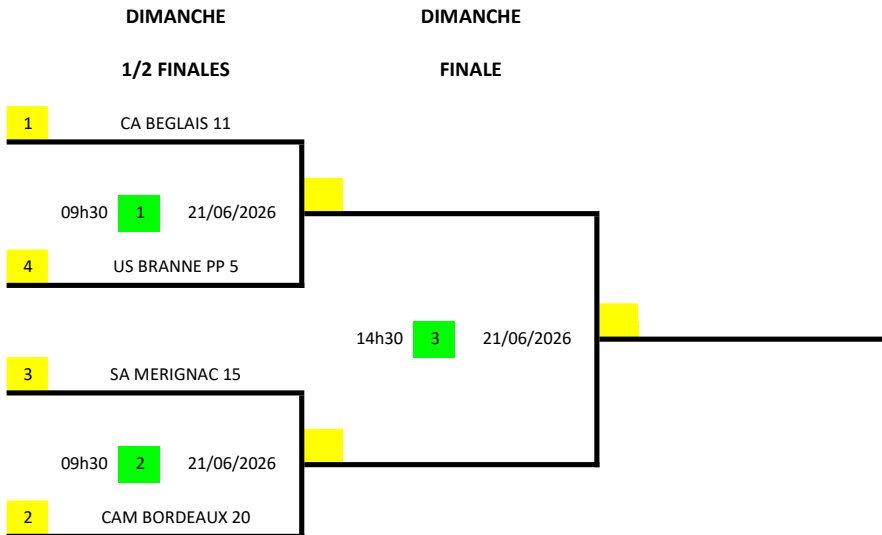 DIMANCHE DIMANCHE
1/2 FINALES FINALE
1 CA BEGLAIS 11
09h30 1 21/06/2026
4 US BRANNE PP 5
14h30 3 21/06/2026
3 SA MERIGNAC 15
09h30 2 21/06/2026
2 CAM BORDEAUX 20